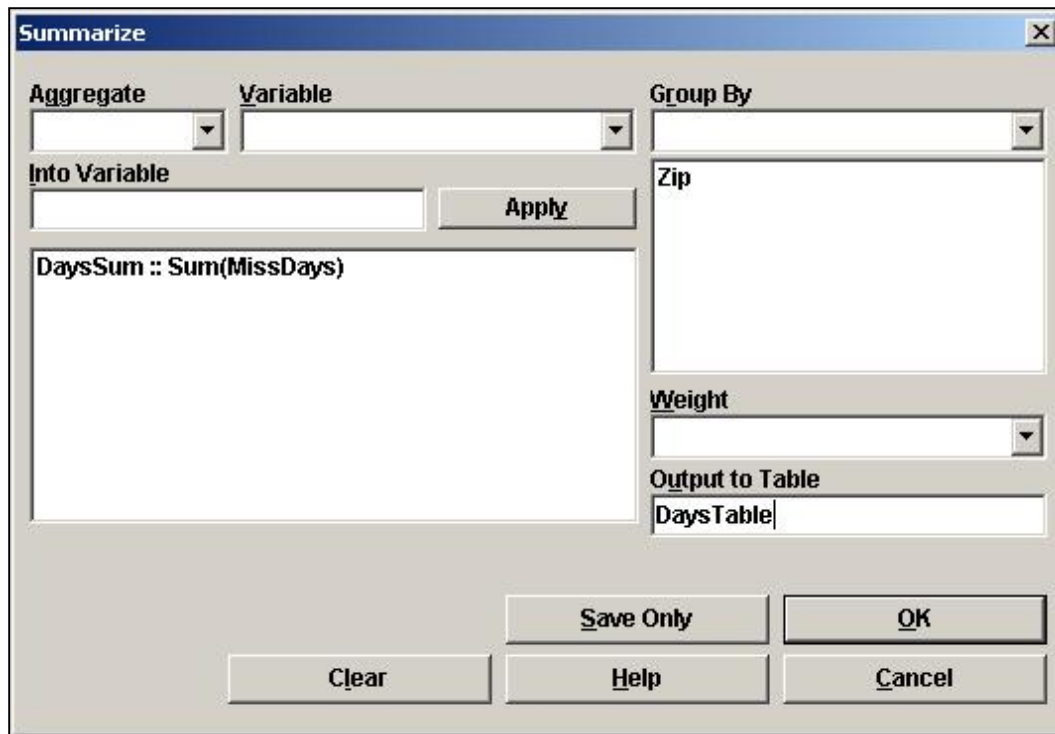 Summarize
Aggregate
Variable
Group By
Into Variable
Apply
Zip
DaysSum :: Sum(MissDays)
Weight
Output to Table
DaysTable
Save Only
OK
Clear
Help
Cancel